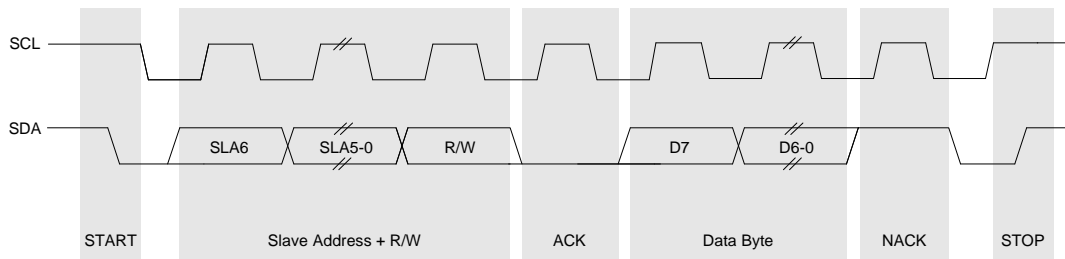 SCL
SDA
SLA6 SLA5-0 R/W D7 D6-0
START Slave Address + R/W ACK Data Byte NACK STOP